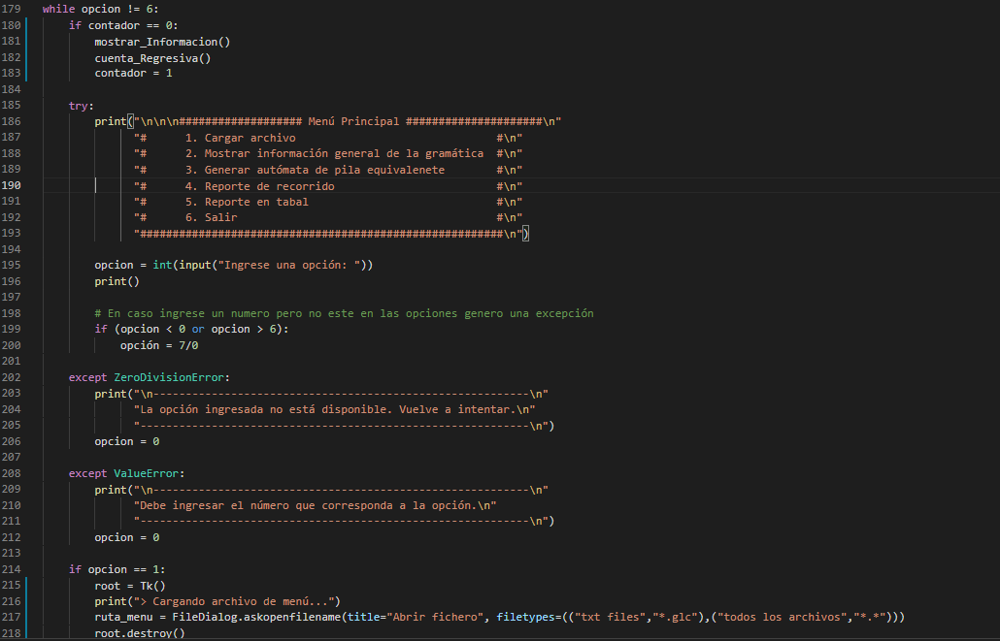 179 while opcion != 6:
180     if contador == 0:
181         mostrar_Informacion()
182         cuenta_Regresiva()
183         contador = 1
184
185     try:
186         print("\n\n\n################### Menú Principal #####################\n"
187               "#      1. Cargar archivo                               #\n"
188               "#      2. Mostrar información general de la gramática  #\n"
189               "#      3. Generar autómata de pila equivalenete        #\n"
190               "#      4. Reporte de recorrido                         #\n"
191               "#      5. Reporte en tabal                             #\n"
192               "#      6. Salir                                        #\n"
193               "########################################################\n")
194
195         opcion = int(input("Ingrese una opción: "))
196         print()
197
198         # En caso ingrese un numero pero no este en las opciones genero una excepción
199         if (opcion < 0 or opcion > 6):
200             opción = 7/0
201
202     except ZeroDivisionError:
203         print("\n----------------------------------------------------------\n"
204               "La opción ingresada no está disponible. Vuelve a intentar.\n"
205               "------------------------------------------------------------\n")
206         opcion = 0
207
208     except ValueError:
209         print("\n----------------------------------------------------------\n"
210               "Debe ingresar el número que corresponda a la opción.\n"
211               "------------------------------------------------------------\n")
212         opcion = 0
213
214     if opcion == 1:
215         root = Tk()
216         print("> Cargando archivo de menú...")
217         ruta_menu = FileDialog.askopenfilename(title="Abrir fichero", filetypes=(("txt files","*.glc"),("todos los archivos","*.*")))
218         root.destroy()